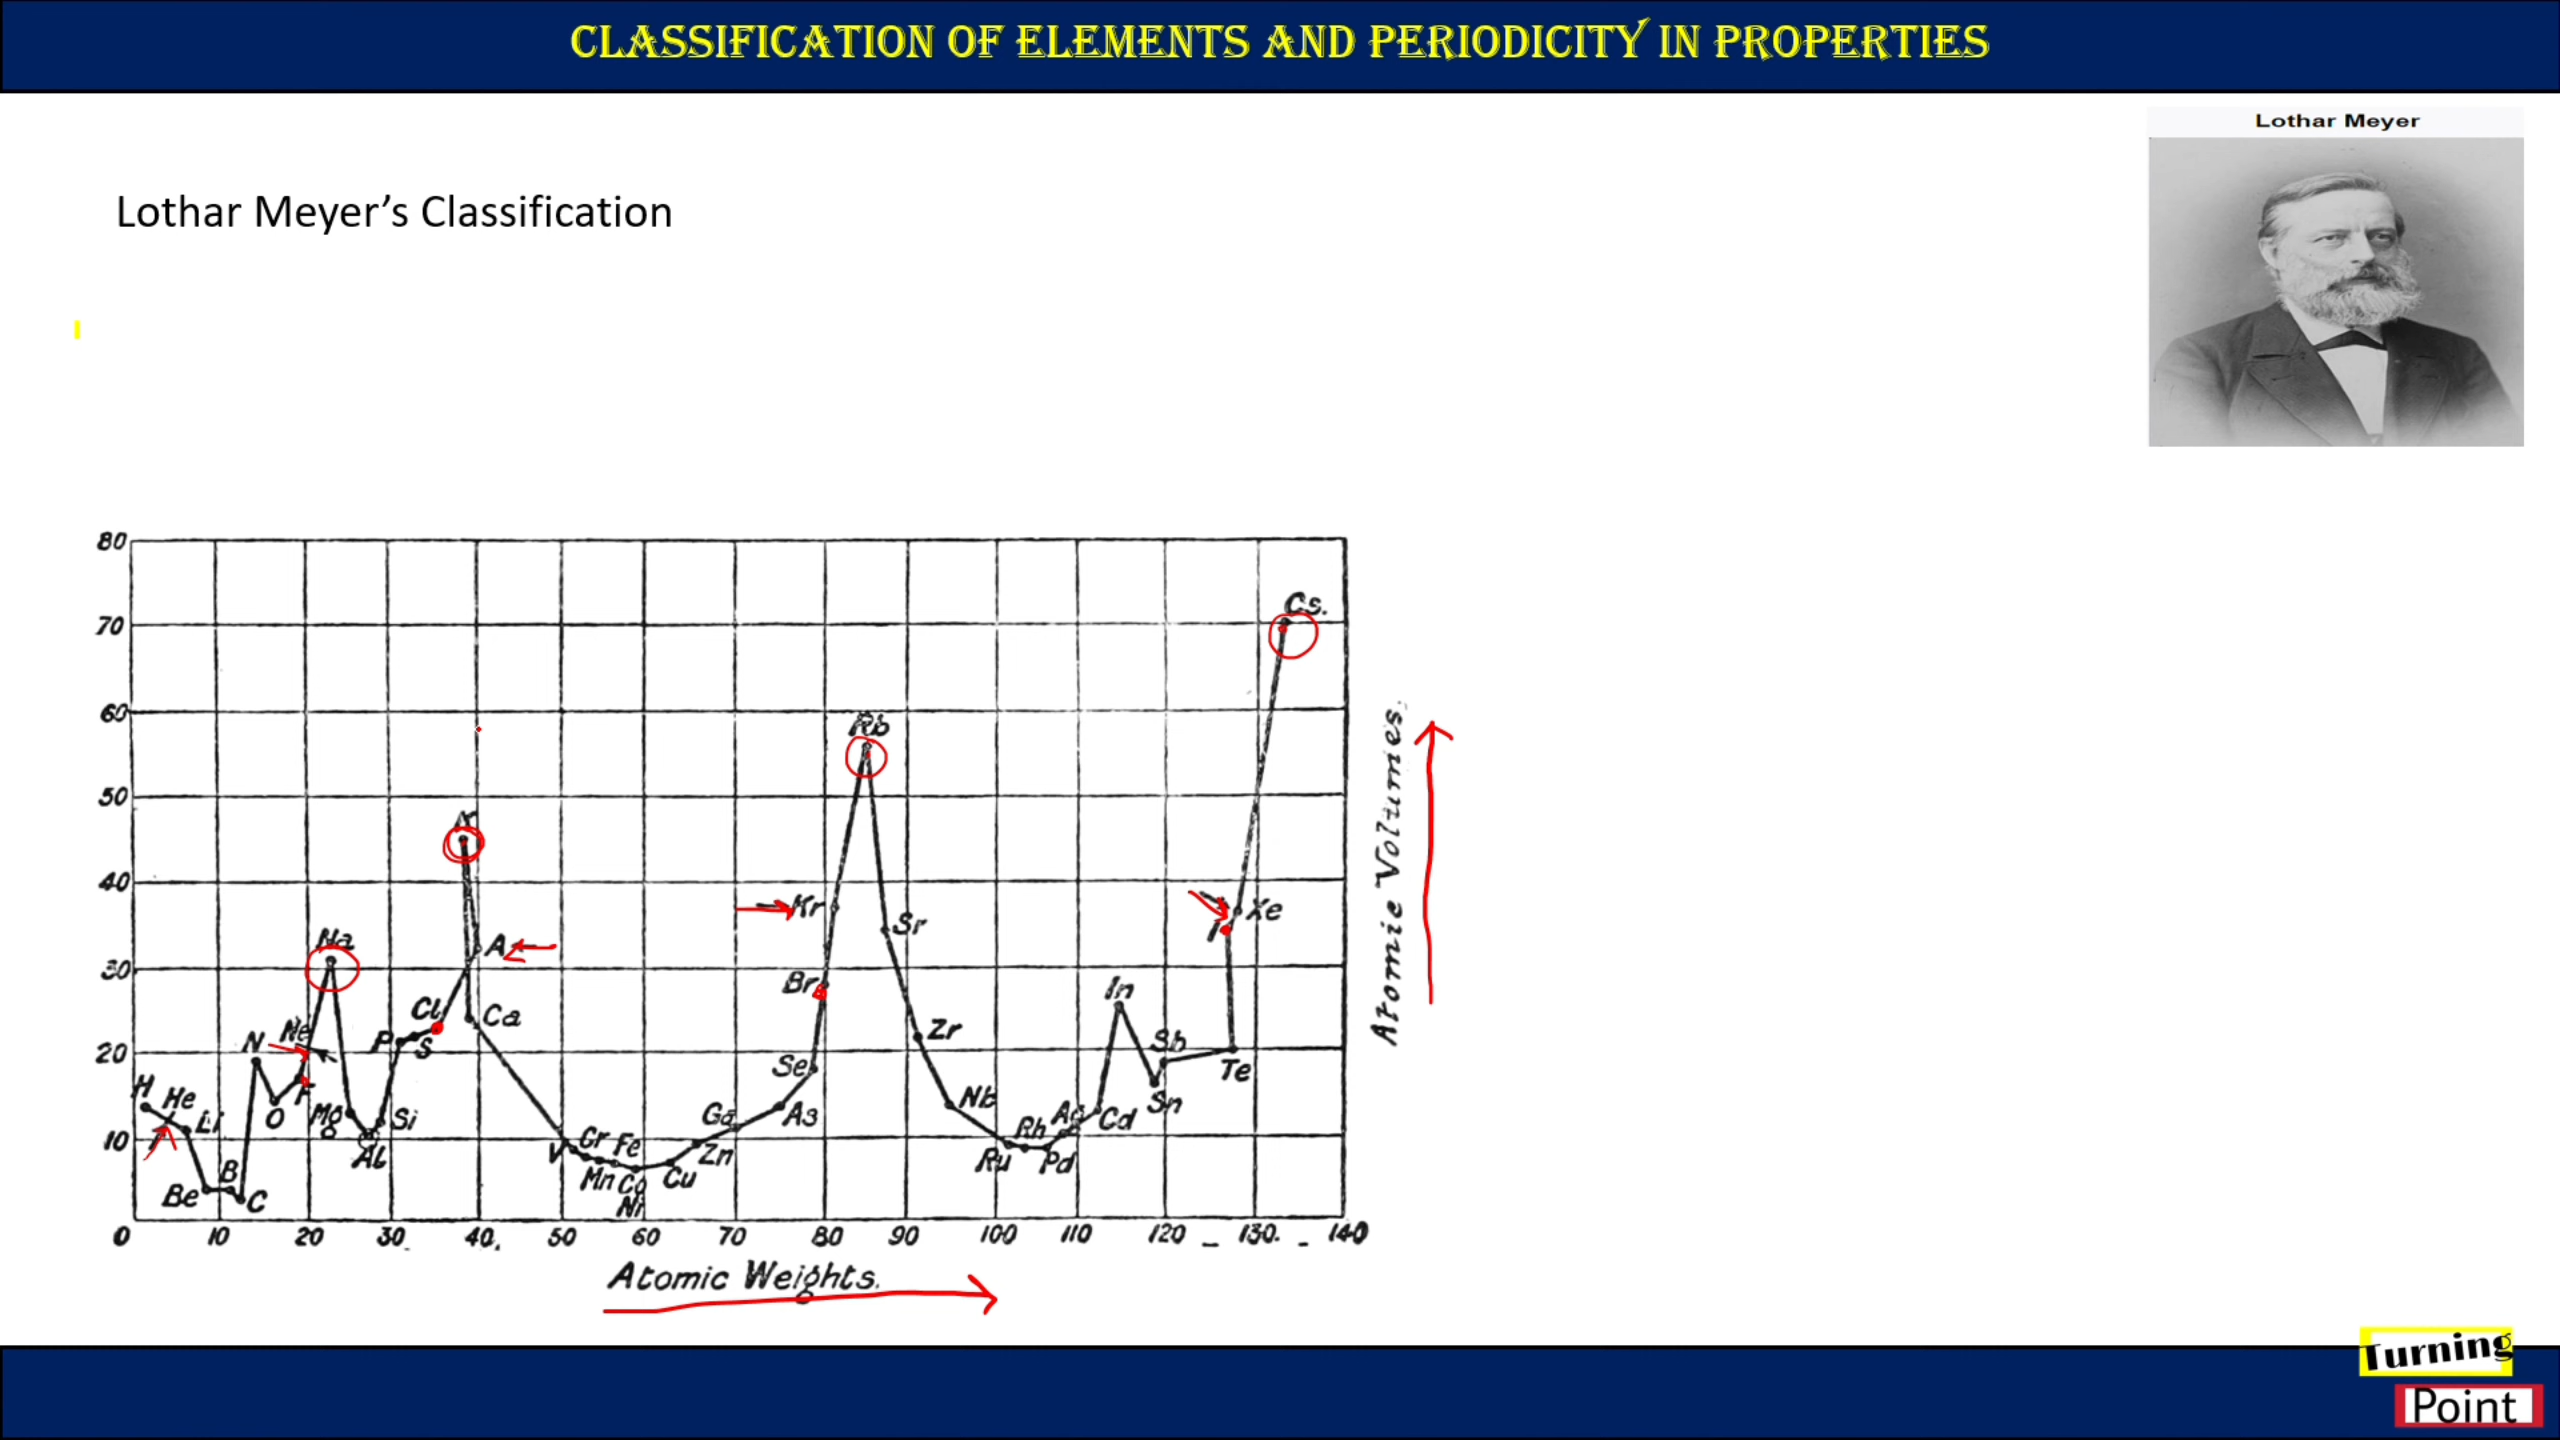 CLASSIFICATION OF ELEMENTS AND PERIODICITY IN PROPERTIES
Lothar Meyer
Lothar Meyer's Classification
80
70
60
50
40
30
20
10
Cs.
Rb
K
Na
Kr
Xe
I
Sr
A
Br
In
Cl
Ca
Ne
N
P
S
Zr
Sb
Te
Se
H
He
Li
O
F
Mg
Si
Al
Be
B
C
V
Cr
Fe
Mn
Co
Ni
Cu
Zn
Ga
As
Nb
Ru
Rh
Pd
Ag
Cd
Sn
0 10 20 30 40. 50 60 70 80 90 100 110 120 130. 140
Atomic Weights.
Atomic Volumes.
Turning
Point